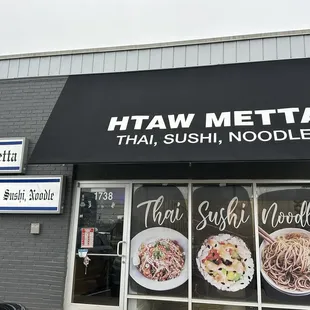 HTAW METTA
THAI, SUSHI, NOODLE
etta
Sushi, Noodle
1738
Thai
Sushi
Noodl